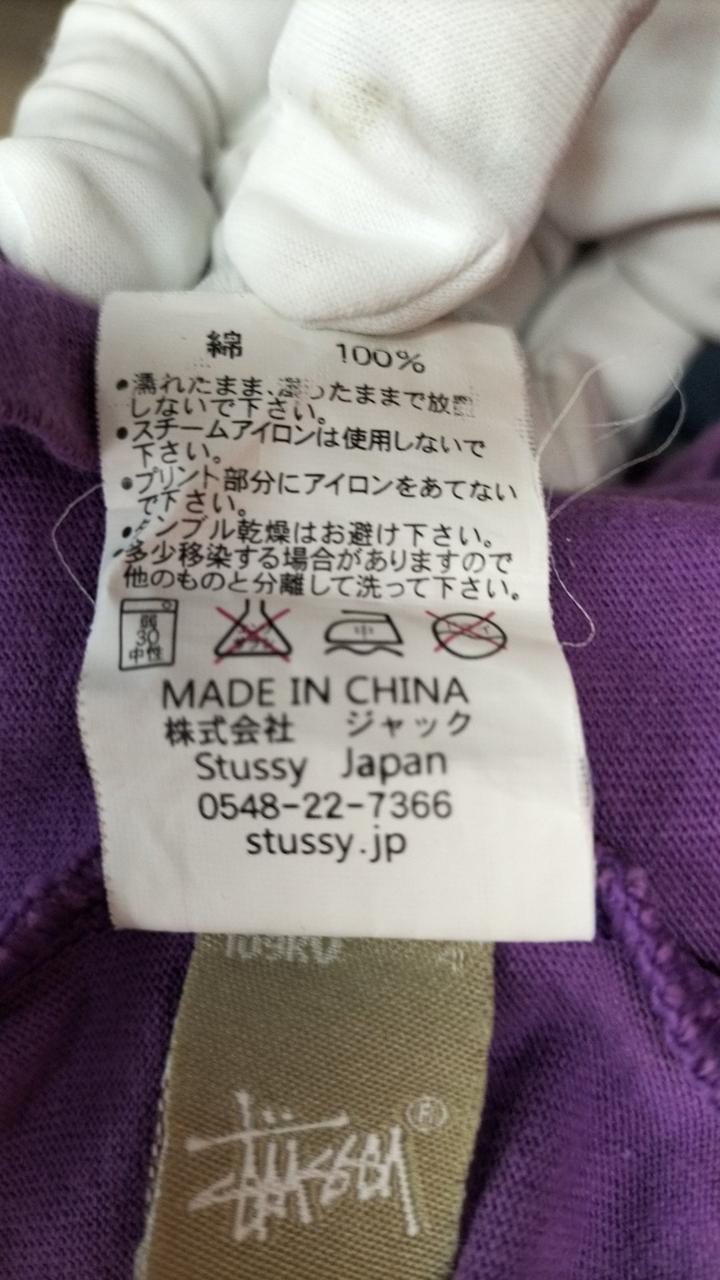 綿 100%
•濡れたまま、湿ったままで放置
しないで下さい。
•スチームアイロンは使用しないで
下さい。
•プリント部分にアイロンをあてない
で下さい。
•タンブル乾燥はお避け下さい。
多少移染する場合がありますので
他のものと分離して洗って下さい。
弱
30
中性
中
MADE IN CHINA
株式会社 ジャック
Stussy Japan
0548-22-7366
stussy.jp
Stüssy ®